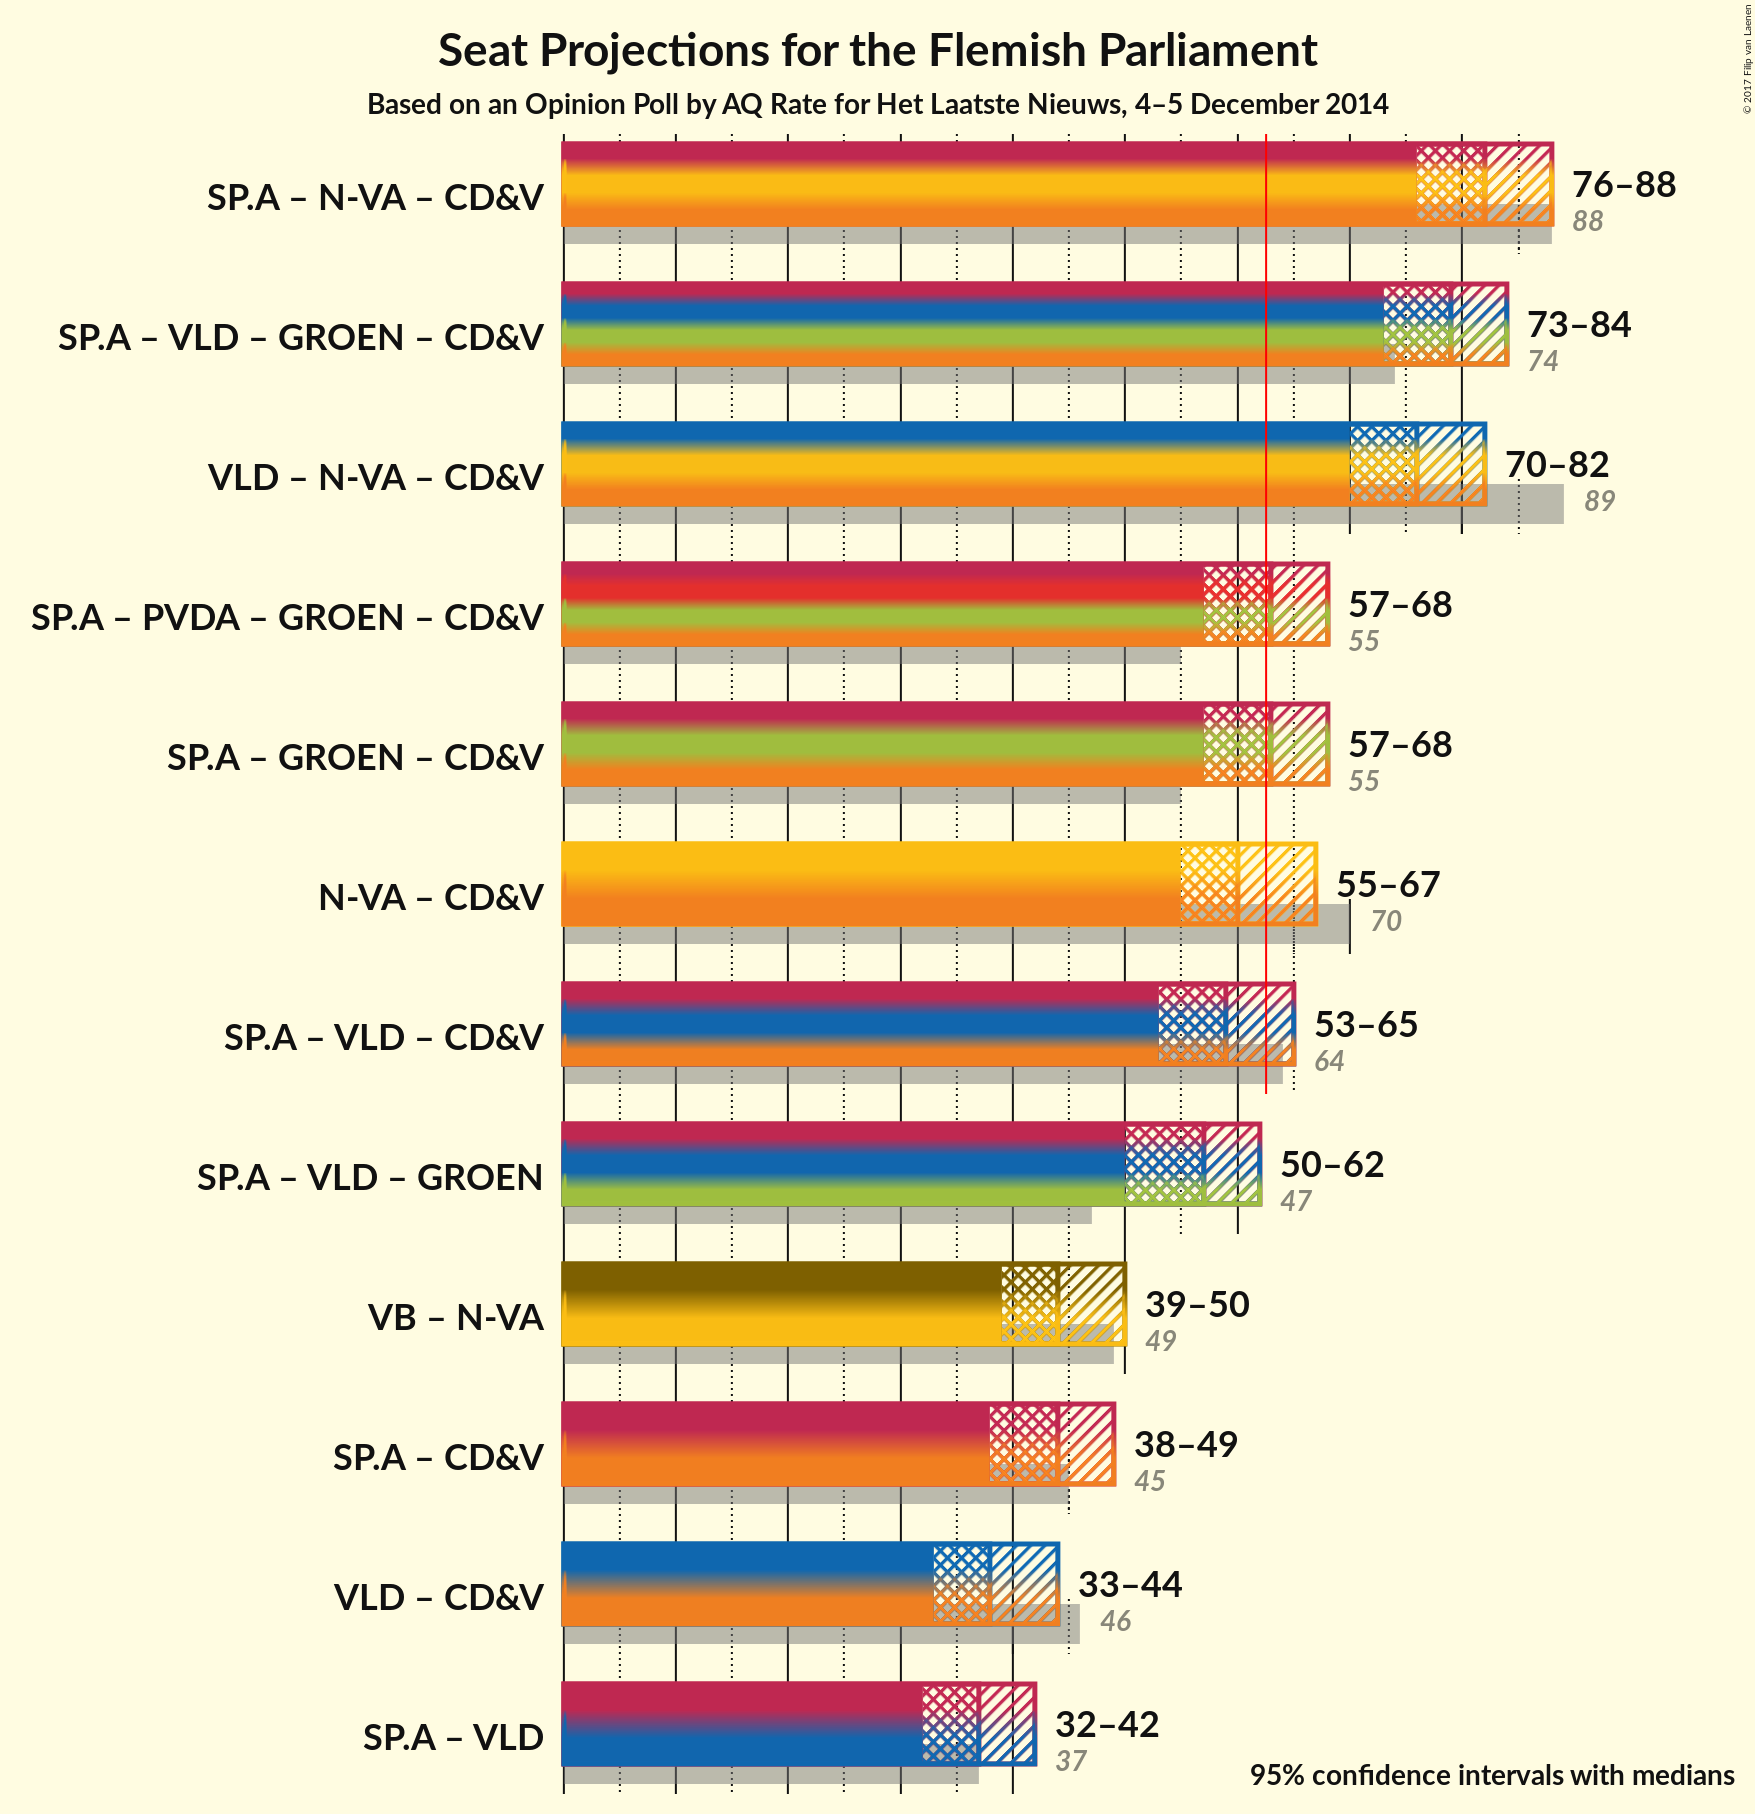 Seat Projections for the Flemish Parliament
Based on an Opinion Poll by AQ Rate for Het Laatste Nieuws, 4–5 December 2014
© 2017 Filip van Laenen
SP.A – N-VA – CD&V
76–88
88
SP.A – VLD – GROEN – CD&V
73–84
74
VLD – N-VA – CD&V
70–82
89
SP.A – PVDA – GROEN – CD&V
57–68
55
SP.A – GROEN – CD&V
57–68
55
N-VA – CD&V
55–67
70
SP.A – VLD – CD&V
53–65
64
SP.A – VLD – GROEN
50–62
47
VB – N-VA
39–50
49
SP.A – CD&V
38–49
45
VLD – CD&V
33–44
46
SP.A – VLD
32–42
37
95% confidence intervals with medians